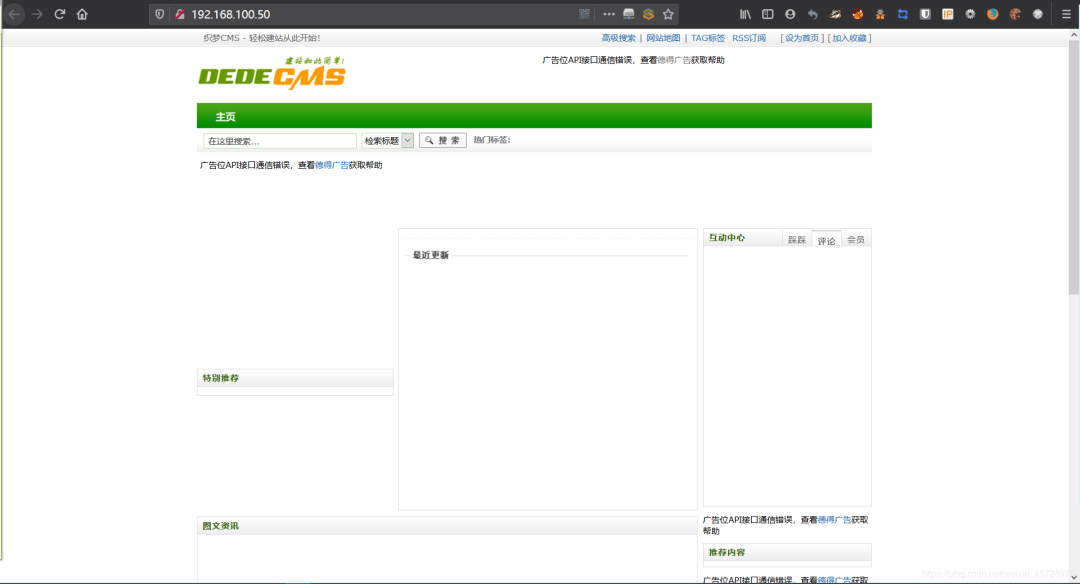 192.168.100.50
织梦CMS - 轻松建站从此开始！
高级搜索 | 网站地图 | TAG标签 RSS订阅 [设为首页] [加入收藏]
建站如此简单！
DEDECMS
广告位API接口通信错误，查看德得广告获取帮助
主页
在这里搜索... 检索标题 搜 索 热门标签:
广告位API接口通信错误，查看德得广告获取帮助
最近更新
互动中心 踩踩 评论 会员
特别推荐
图文资讯
广告位API接口通信错误，查看德得广告获取
帮助
推荐内容
广告位API接口通信错误，查看德得广告获取